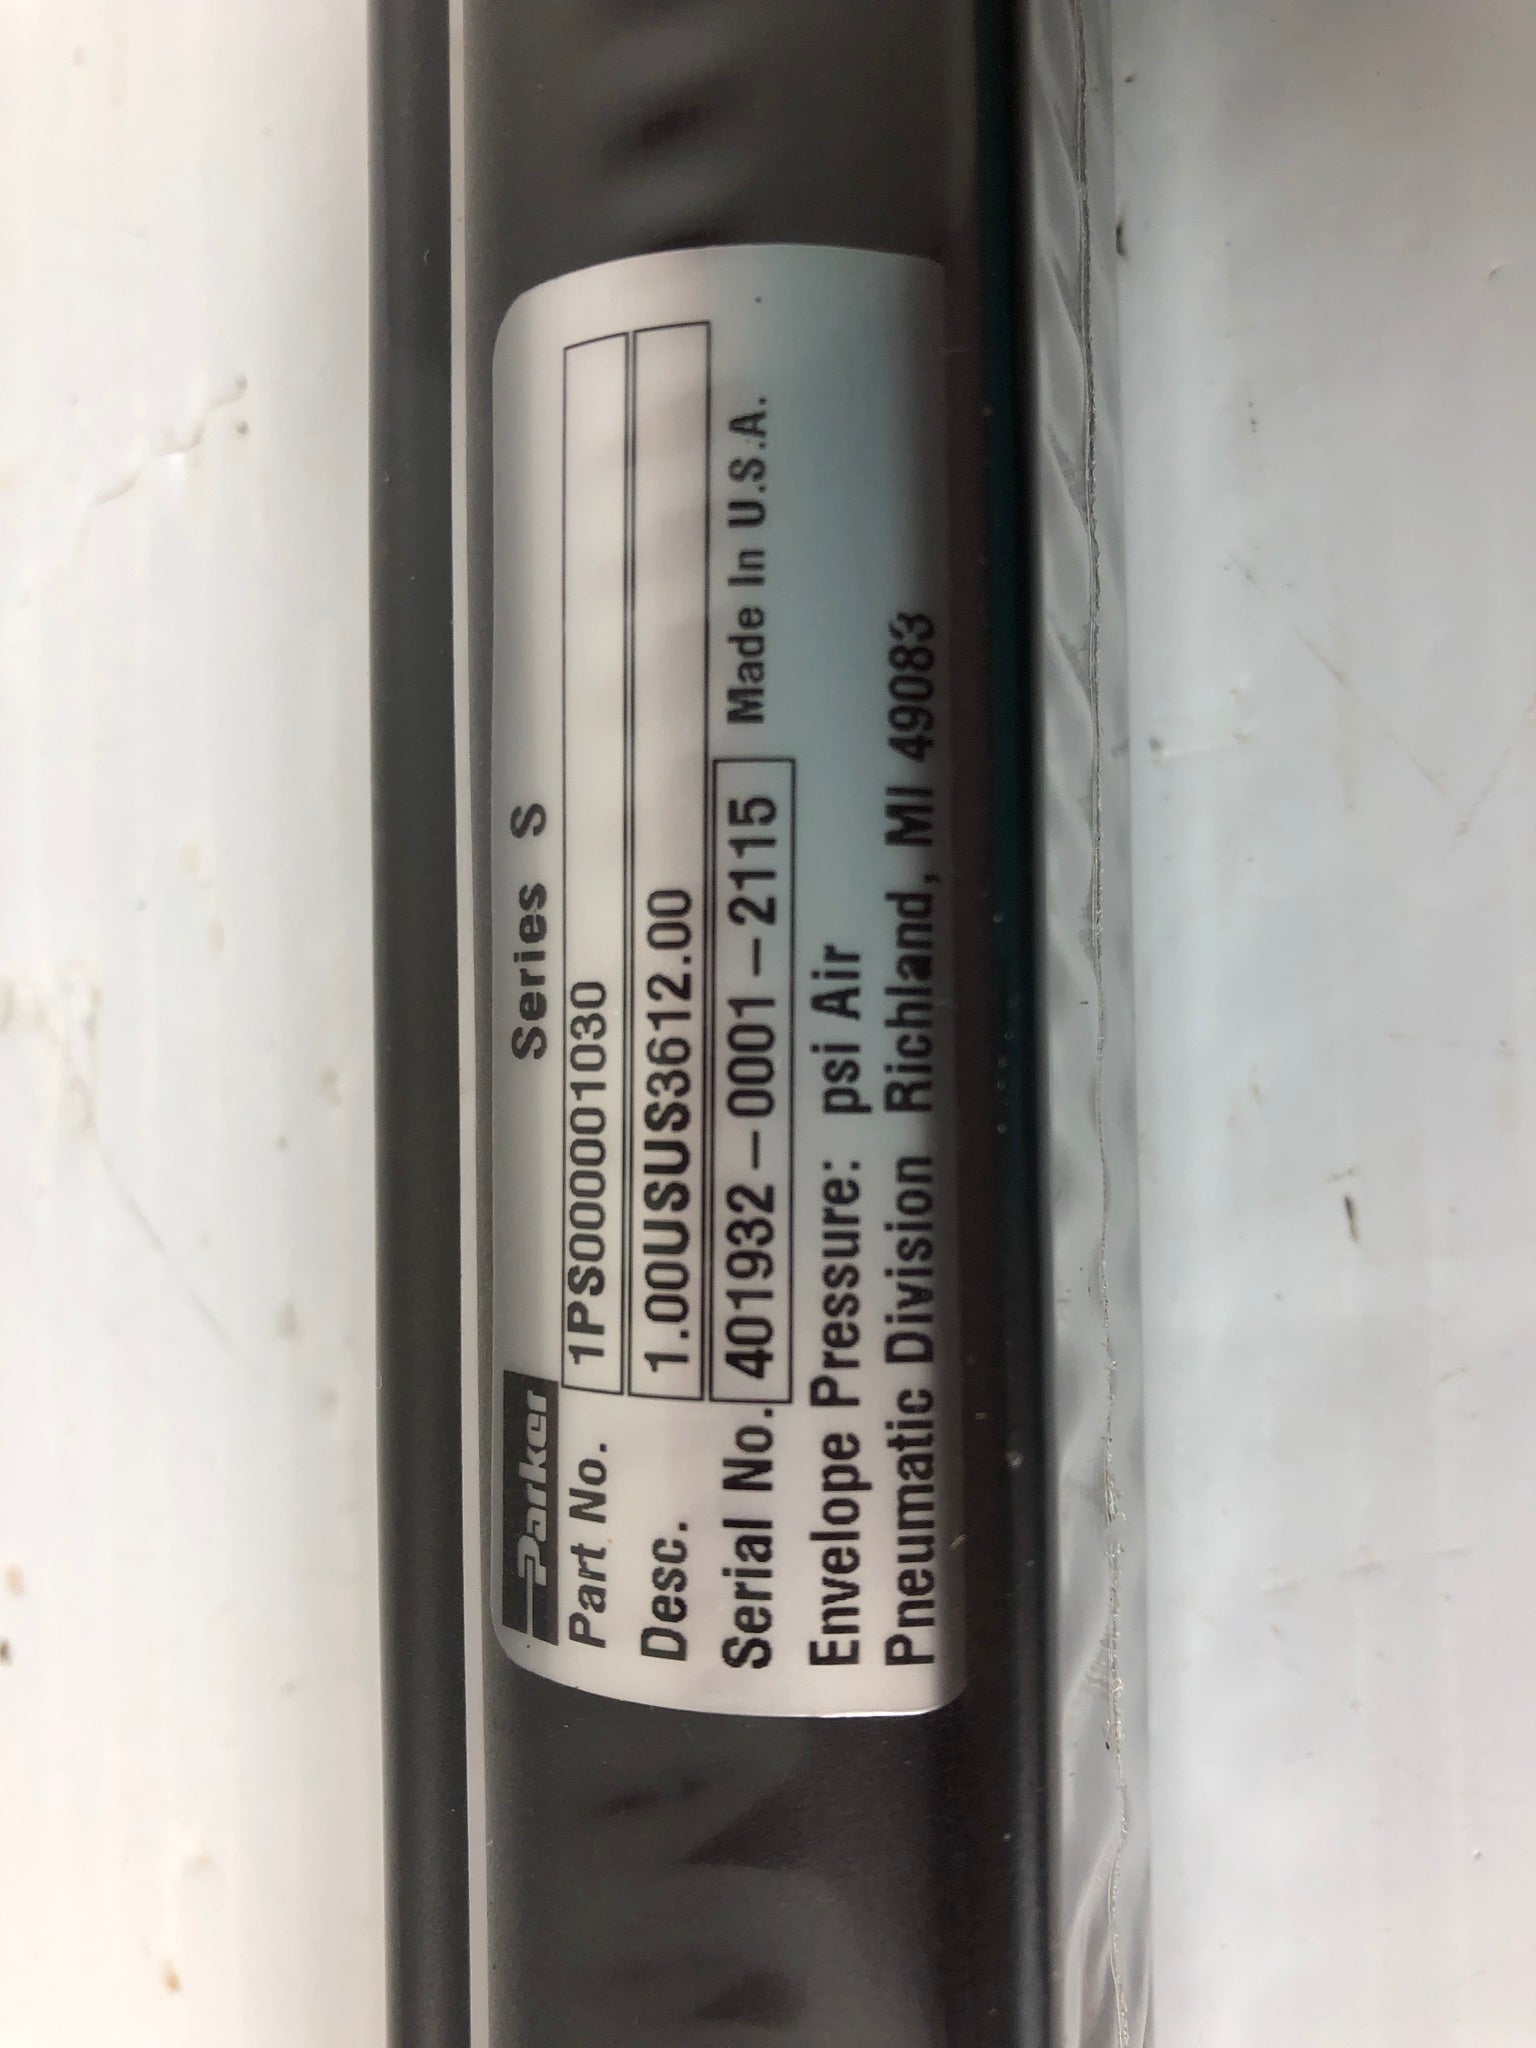 Parker Series S
Part No. 1PS00001030
Desc. 1.00USUS3612.00
Serial No. 401932-0001-2115 Made In U.S.A.
Envelope Pressure: psi Air
Pneumatic Division Richland, MI 49083